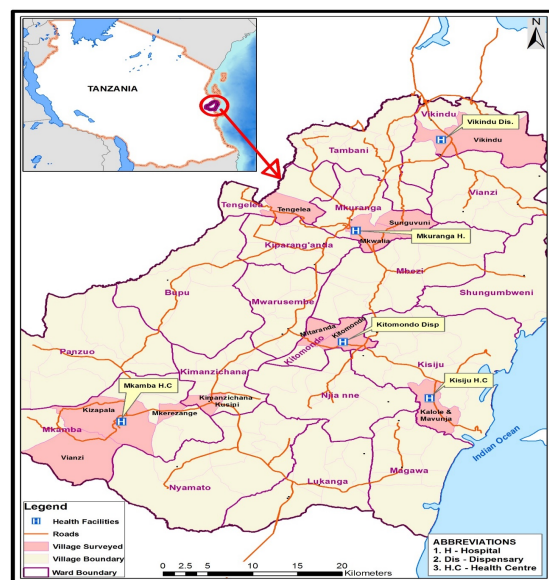 TANZANIA
N
Vikindu
Vikindu Dis.
Vikindu
Tambani
Vianzi
Tengelea
Tengelea
Mkuranga
Sunguvuni
Mkuranga H.
Mkwalia
Kiparang'anda
Mbezi
Bupu
Mwarusembe
Shungumbweni
Mitaranda
Kitomondo
Kitomondo Disp
Kitomondo
Panzuo
Kimanzichana
Kisiju
Mkamba H.C
Kisiju H.C
Njia nne
Kizapala
Kimanzichana
Kusini
Mkerezange
Kalole &
Mavunja
Mkamba
Vianzi
Indian Ocean
Magawa
Lukanga
Nyamato
Legend
H Health Facilities
Roads
Village Surveyed
Village Boundary
Ward Boundary
0 2.5 5 10 15 20
Kilometers
ABBREVIATIONS
1. H - Hospital
2. Dis - Dispensary
3. H.C - Health Centre